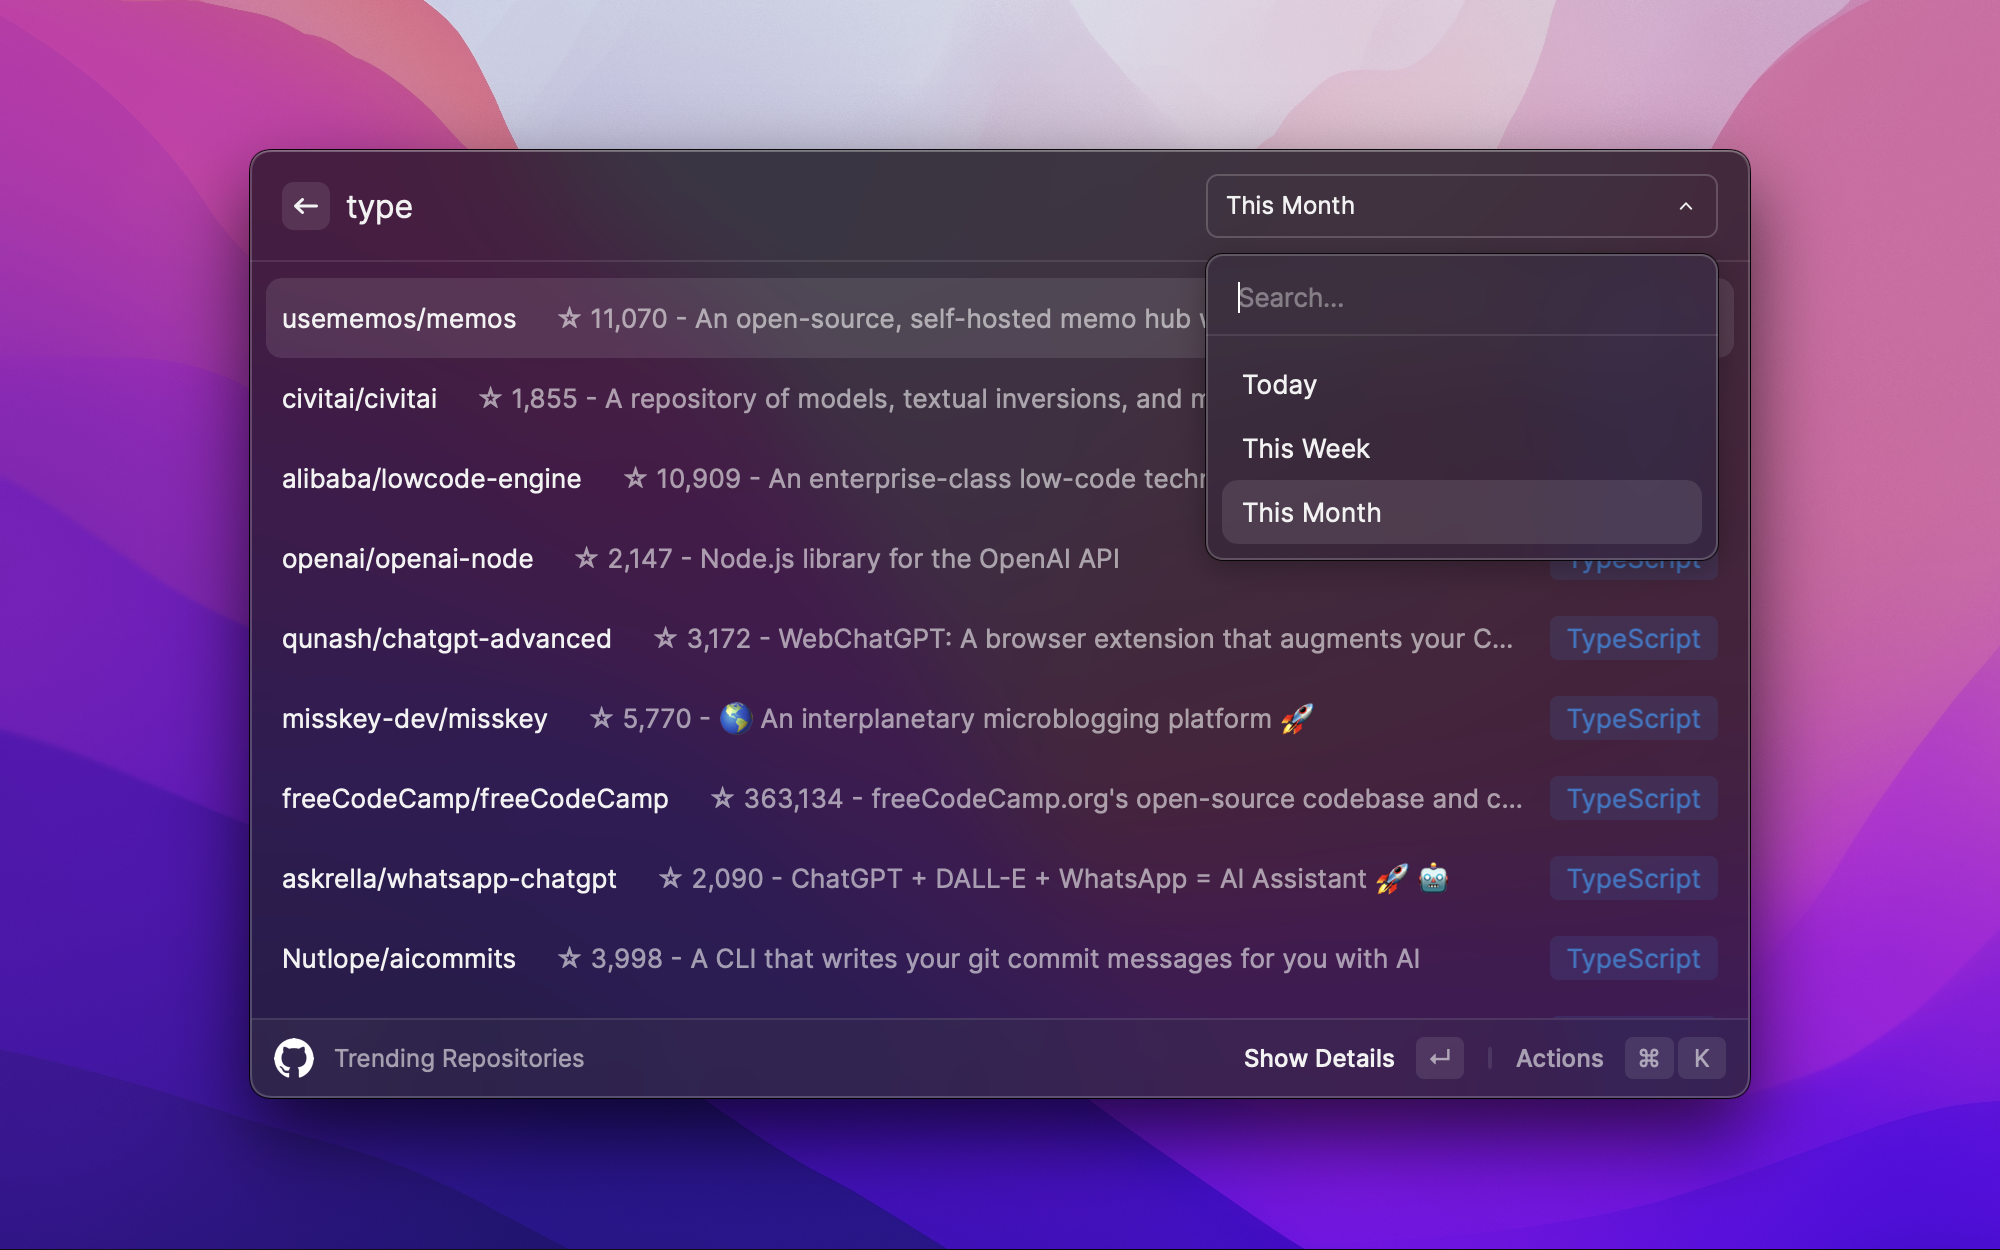 type
This Month
Search...
Today
This Week
This Month
usememos/memos ☆ 11,070 - An open-source, self-hosted memo hub
civitai/civitai ☆ 1,855 - A repository of models, textual inversions, and
alibaba/lowcode-engine ☆ 10,909 - An enterprise-class low-code
openai/openai-node ☆ 2,147 - Node.js library for the OpenAI API TypeScript
qunash/chatgpt-advanced ☆ 3,172 - WebChatGPT: A browser extension that augments your C... TypeScript
misskey-dev/misskey ☆ 5,770 - 🌎 An interplanetary microblogging platform 🚀 TypeScript
freeCodeCamp/freeCodeCamp ☆ 363,134 - freeCodeCamp.org's open-source codebase and c... TypeScript
askrella/whatsapp-chatgpt ☆ 2,090 - ChatGPT + DALL-E + WhatsApp = AI Assistant 🚀 🤖 TypeScript
Nutlope/aicommits ☆ 3,998 - A CLI that writes your git commit messages for you with AI TypeScript
Trending Repositories
Show Details ↵ | Actions ⌘ K